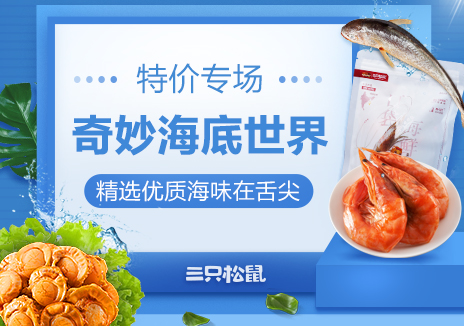 特价专场
奇妙海底世界
精选优质海味在舌尖
三只松鼠